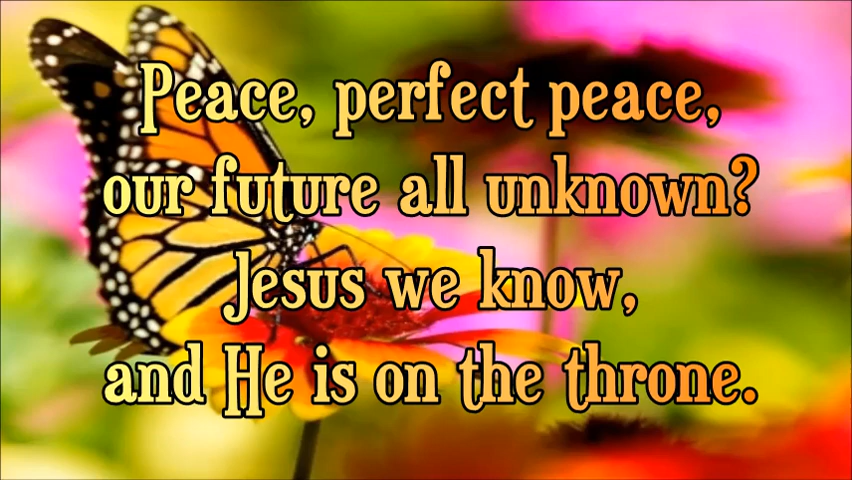 Peace, perfect peace,
our future all unknown?
Jesus we know,
and He is on the throne.